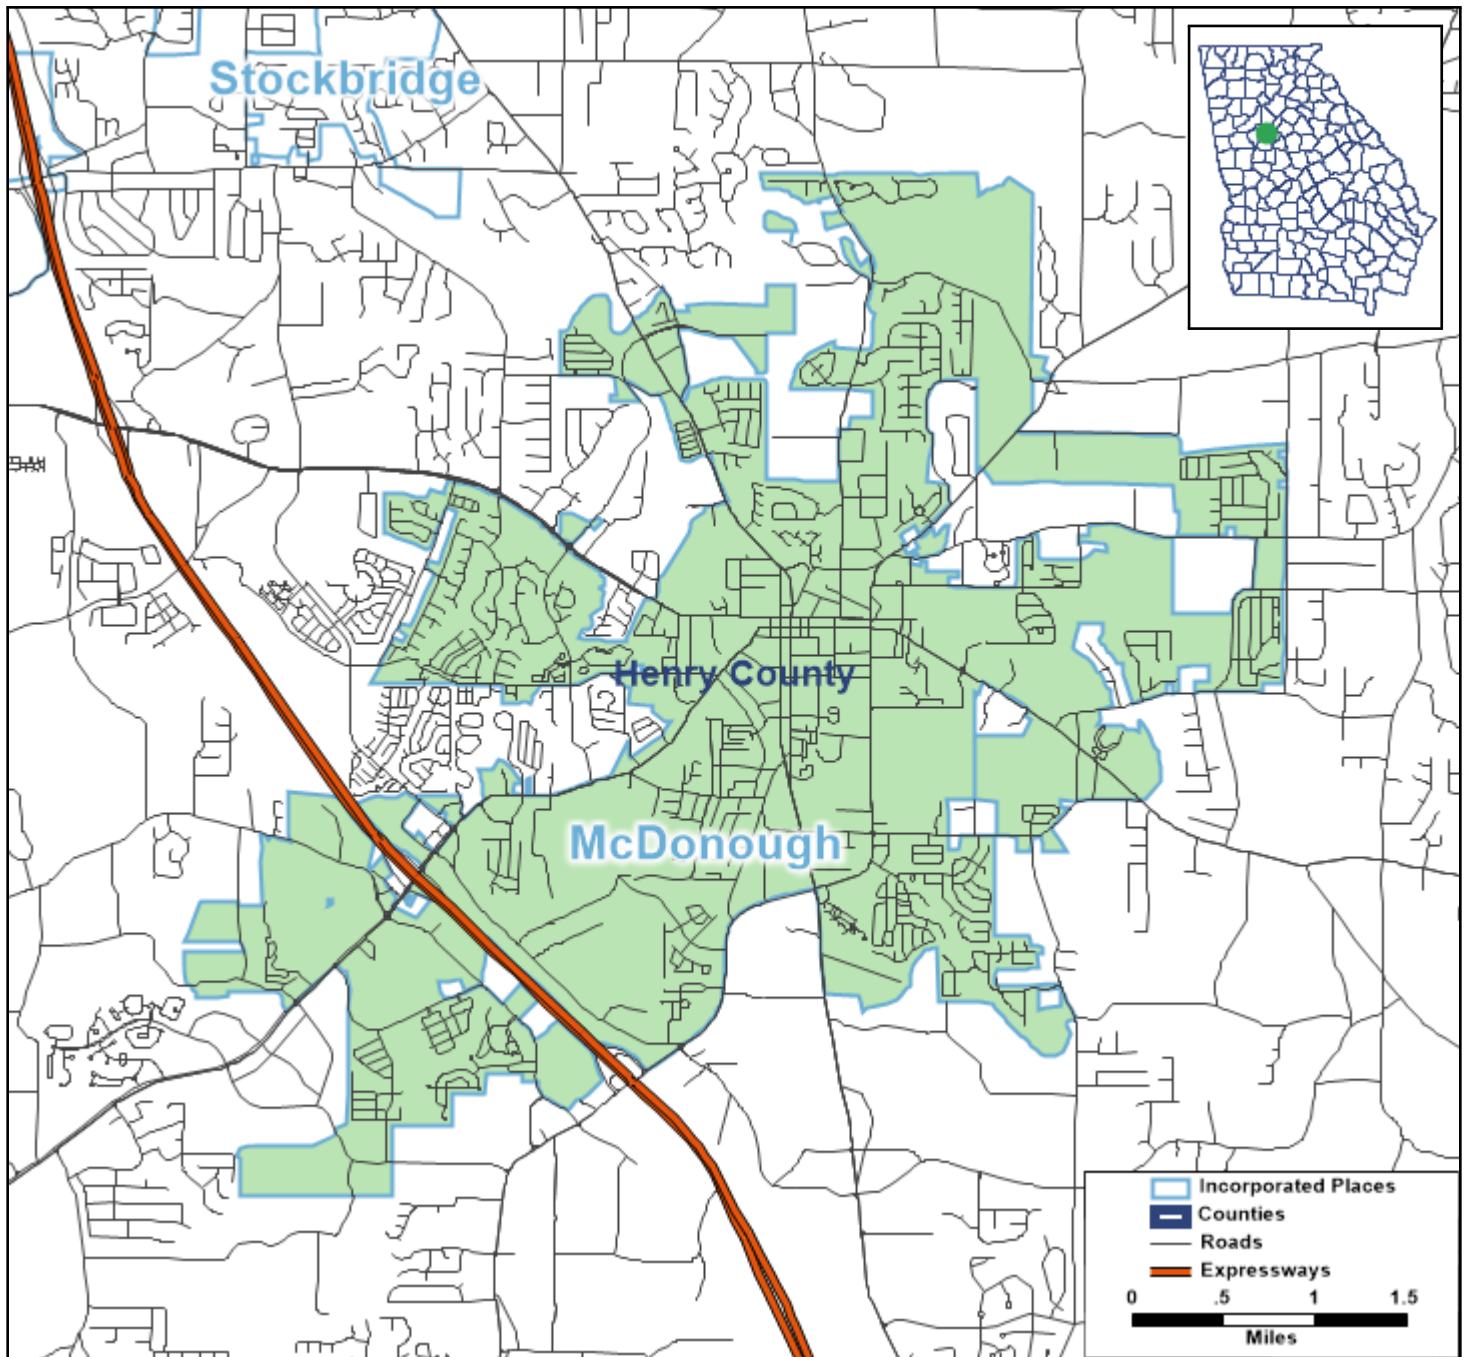 Stockbridge
Henry County
McDonough
Incorporated Places
Counties
Roads
Expressways
0 .5 1 1.5
Miles